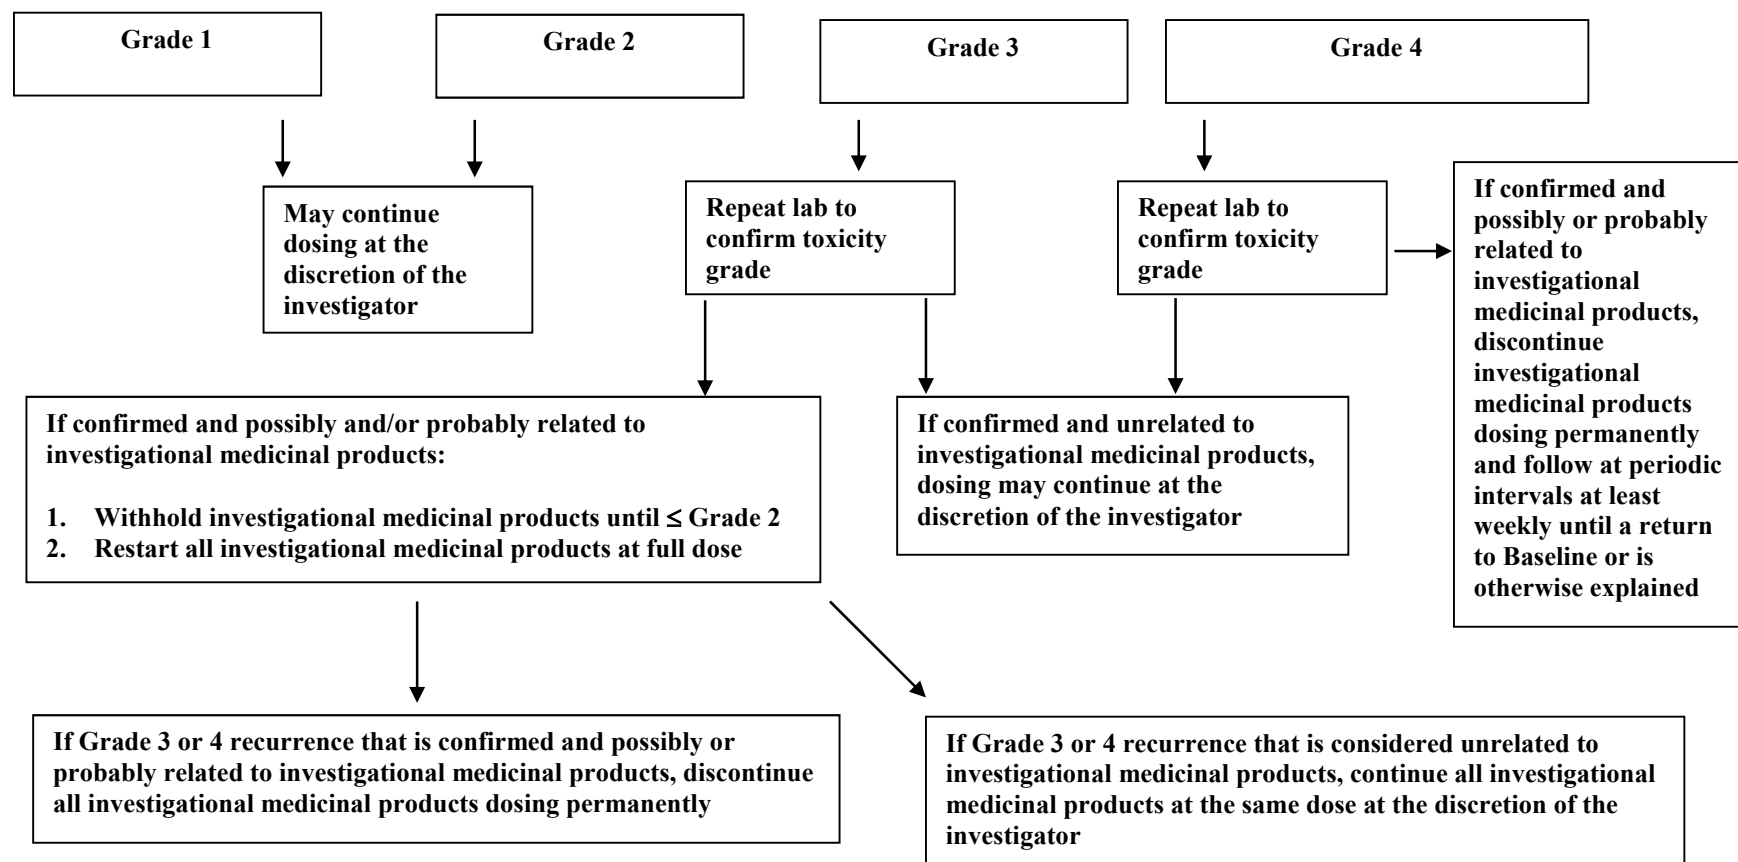 Grade 1
Grade 2
Grade 3
Grade 4
May continue
dosing at the
discretion of the
investigator
Repeat lab to
confirm toxicity
grade
Repeat lab to
confirm toxicity
grade
If confirmed and
possibly or probably
related to
investigational
medicinal products,
discontinue
investigational
medicinal products
dosing permanently
and follow at periodic
intervals at least
weekly until a return
to Baseline or is
otherwise explained
If confirmed and possibly and/or probably related to
investigational medicinal products:
1. Withhold investigational medicinal products until ≤ Grade 2
2. Restart all investigational medicinal products at full dose
If confirmed and unrelated to
investigational medicinal products,
dosing may continue at the
discretion of the investigator
If Grade 3 or 4 recurrence that is confirmed and possibly or
probably related to investigational medicinal products, discontinue
all investigational medicinal products dosing permanently
If Grade 3 or 4 recurrence that is considered unrelated to
investigational medicinal products, continue all investigational
medicinal products at the same dose at the discretion of the
investigator